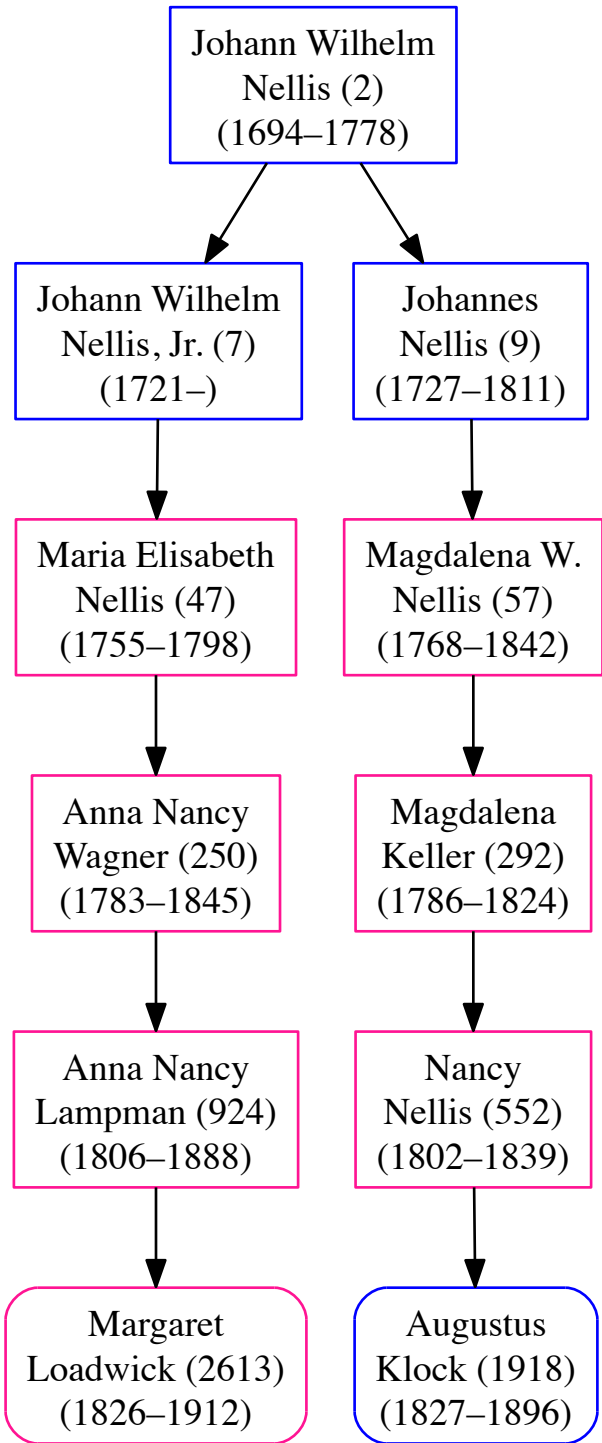 Johann Wilhelm
Nellis (2)
(1694–1778)
Johann Wilhelm
Nellis, Jr. (7)
(1721–)
Johannes
Nellis (9)
(1727–1811)
Maria Elisabeth
Nellis (47)
(1755–1798)
Magdalena W.
Nellis (57)
(1768–1842)
Anna Nancy
Wagner (250)
(1783–1845)
Magdalena
Keller (292)
(1786–1824)
Anna Nancy
Lampman (924)
(1806–1888)
Nancy
Nellis (552)
(1802–1839)
Margaret
Loadwick (2613)
(1826–1912)
Augustus
Klock (1918)
(1827–1896)